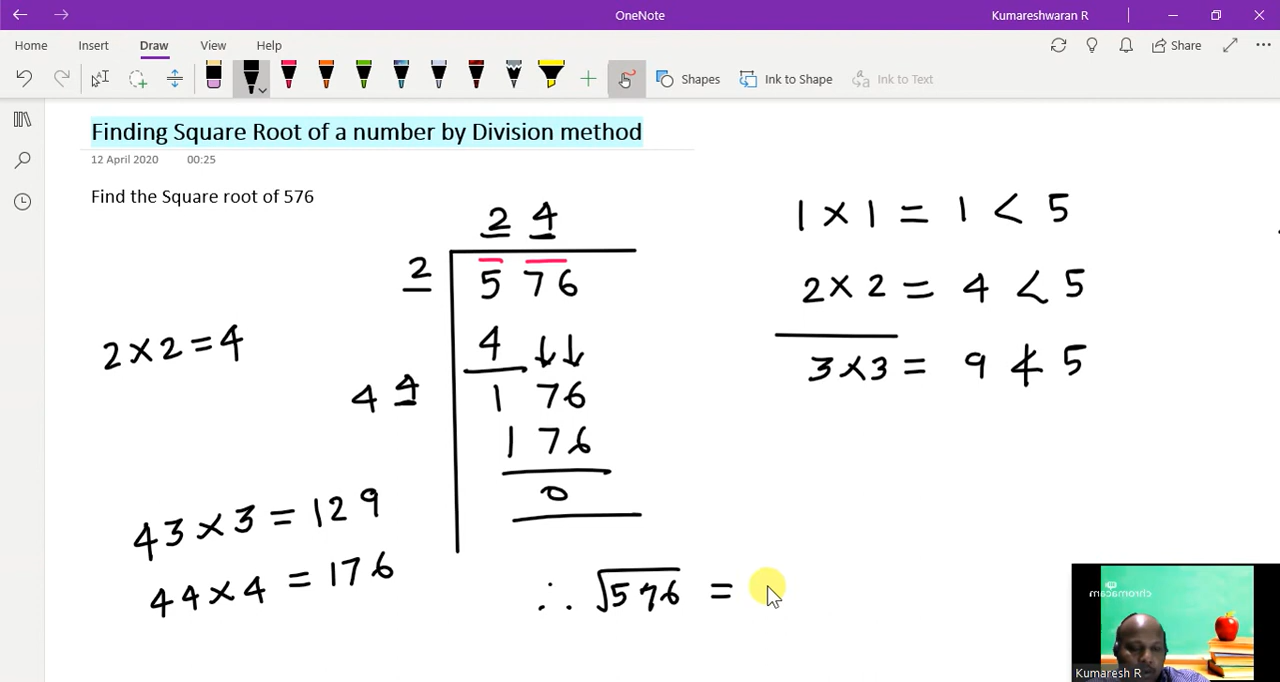 OneNote
Kumareshwaran R
Home Insert Draw View Help
Share
Shapes Ink to Shape Ink to Text
Finding Square Root of a number by Division method
12 April 2020 00:25
Find the Square root of 576
2 4
2 5 76
4
4 4 1 76
1 76
0
2 × 2 = 4
43 × 3 = 129
44 × 4 = 176
1 × 1 = 1 < 5
2 × 2 = 4 < 5
3 × 3 = 9 ≮ 5
∴ √576 =
chromacam
Kumaresh R